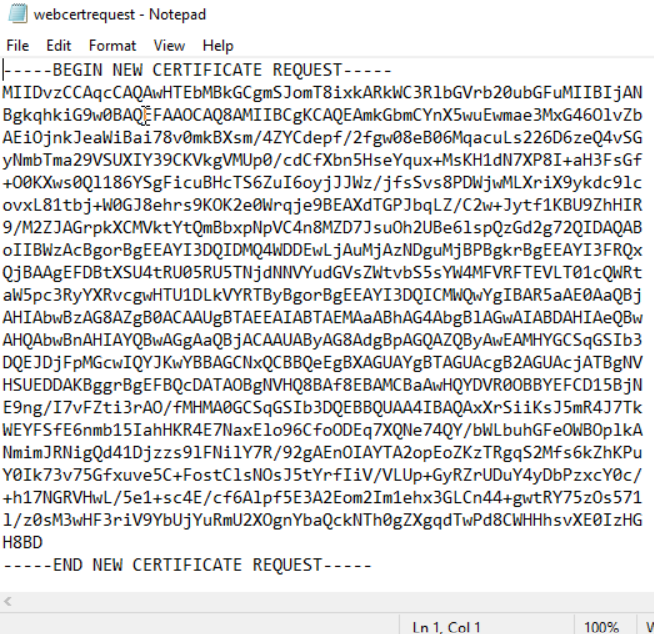 webcertrequest - Notepad
File Edit Format View Help
-----BEGIN NEW CERTIFICATE REQUEST-----
MIIDvzCCAqcCAQAwHTEbMBkGCgmSJomT8ixkARkWC3RlbGVrb20ubGFuMIIBIjAN
BgkqhkiG9w0BAQEFAAOCAQ8AMIIBCgKCAQEAmkGbmCYnX5wuEwmae3MxG46OlvZb
AEiOjnkJeaWiBai78v0mkBXsm/4ZYCdepf/2fgw08eB06MqacuLs226D6zeQ4vSG
yNmbTma29VSUXIY39CKVkgVMUp0/cdCfXbn5HseYqux+MsKH1dN7XP8I+aH3FsGf
+O0KXws0Ql186YSgFicuBHcTS6ZuI6oyjJJWz/jfsSvs8PDWjwMLXriX9ykdc9lc
ovxL81tbj+W0GJ8ehrs9KOK2e0Wrqje9BEAXdTGPJbqLZ/C2w+Jytf1KBU9ZhHIR
9/M2ZJAGrpkXCMVktYtQmBbxpNpVC4n8MZD7JsuOh2UBe6lspQzGd2g72QIDAQAB
oIIBWzAcBgorBgEEAYI3DQIDMQ4WDDEwLjAuMjAzNDguMjBPBgkrBgEEAYI3FRQx
QjBAAgEFDBtXSU4tRU05RU5TNjdNNVYudGVsZWtvbS5sYW4MFVRFTEVLT01cQWRt
aW5pc3RyYXRvcgwHTU1DLkVYRTByBgorBgEEAYI3DQICMWQwYgIBAR5aAE0AaQBj
AHIAbwBzAG8AZgB0ACAAUgBTAEEAIABTAEMAaABhAG4AbgBlAGwAIABDAHIAeQBw
AHQAbwBnAHIAYQBwAGgAaQBjACAAUAByAG8AdgBpAGQAZQByAwEAMHYGCSqGSIb3
DQEJDjFpMGcwIQYJKwYBBAGCNxQCBBQeEgBXAGUAYgBTAGUAcgB2AGUAcjATBgNV
HSUEDDAKBggrBgEFBQcDATAOBgNVHQ8BAf8EBAMCBaAwHQYDVR0OBBYEFCD15BjN
E9ng/I7vFZti3rAO/fMHMA0GCSqGSIb3DQEBBQUAA4IBAQAxXrSiiKsJ5mR4J7Tk
WEYFSfE6nmb15IahHKR4E7NaxElo96CfoODEq7XQNe74QY/bWLbuhGFeOWBOplkA
NmimJRNigQd41Djzzs9lFNilY7R/92gAEnOIAYTA2opEoZKzTRgqS2Mfs6kZhKPu
Y0Ik73v75Gfxuve5C+FostClsNOsJ5tYrfIiV/VLUp+GyRZrUDuY4yDbPzxcY0c/
+h17NGRVHwL/5e1+sc4E/cf6Alpf5E3A2Eom2Im1ehx3GLCn44+gwtRY75zOs571
l/z0sM3wHF3riV9YbUjYuRmU2XOgnYbaQckNTh0gZXgqdTwPd8CWHHhsvXE0IzHG
H8BD
-----END NEW CERTIFICATE REQUEST-----
Ln 1, Col 1 100%